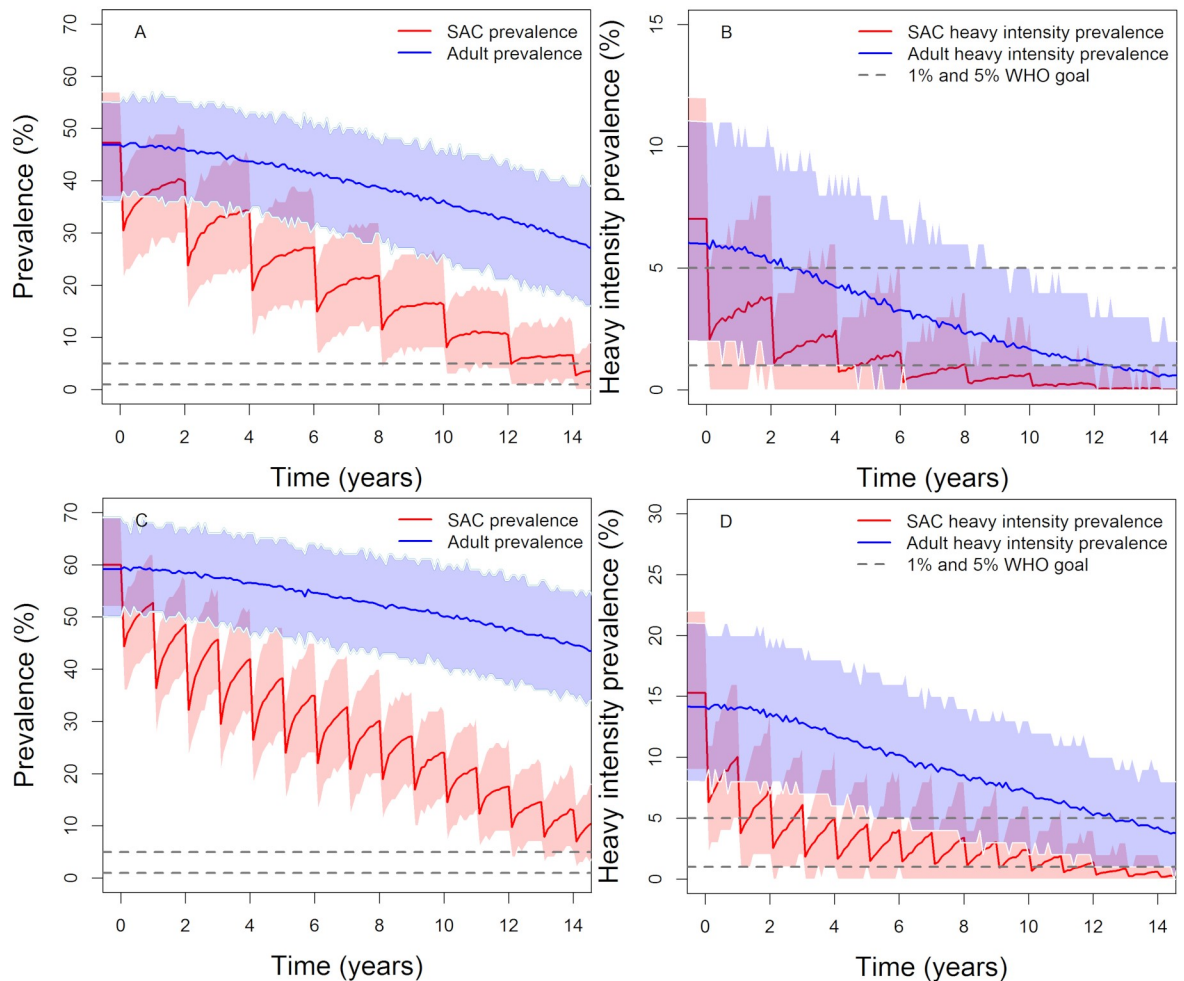 A
SAC prevalence
Adult prevalence
Prevalence (%)
70
60
50
40
30
20
10
0
0 2 4 6 8 10 12 14
Time (years)
B
SAC heavy intensity prevalence
Adult heavy intensity prevalence
1% and 5% WHO goal
Heavy intensity prevalence (%)
15
10
5
0
0 2 4 6 8 10 12 14
Time (years)
C
SAC prevalence
Adult prevalence
Prevalence (%)
70
60
50
40
30
20
10
0
0 2 4 6 8 10 12 14
Time (years)
D
SAC heavy intensity prevalence
Adult heavy intensity prevalence
1% and 5% WHO goal
Heavy intensity prevalence (%)
30
25
20
15
10
5
0
0 2 4 6 8 10 12 14
Time (years)